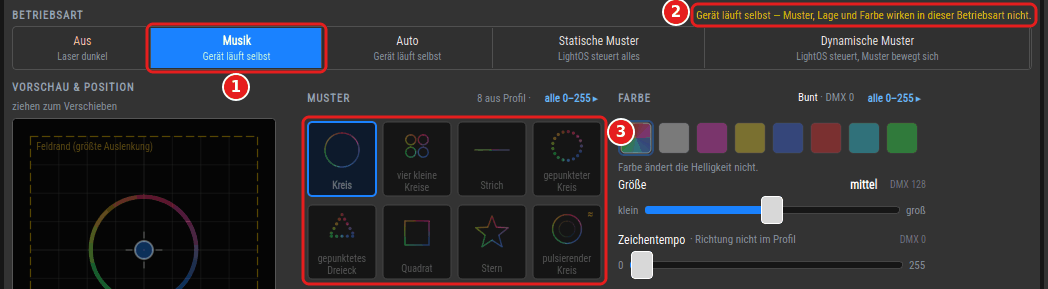 BETRIEBSART
2
Gerät läuft selbst — Muster, Lage und Farbe wirken in dieser Betriebsart nicht.
Aus
Laser dunkel
Musik
Gerät läuft selbst
Auto
Gerät läuft selbst
Statische Muster
LightOS steuert alles
Dynamische Muster
LightOS steuert, Muster bewegt sich
1
VORSCHAU & POSITION
ziehen zum Verschieben
Feldrand (größte Auslenkung)
MUSTER
8 aus Profil · alle 0–255 ▸
Kreis
vier kleine
Kreise
Strich
gepunkteter
Kreis
gepunktetes
Dreieck
Quadrat
Stern
pulsierender
Kreis
3
FARBE
Bunt · DMX 0 alle 0–255 ▸
Farbe ändert die Helligkeit nicht.
Größe
mittel DMX 128
klein
groß
Zeichentempo · Richtung nicht im Profil
DMX 0
0
255